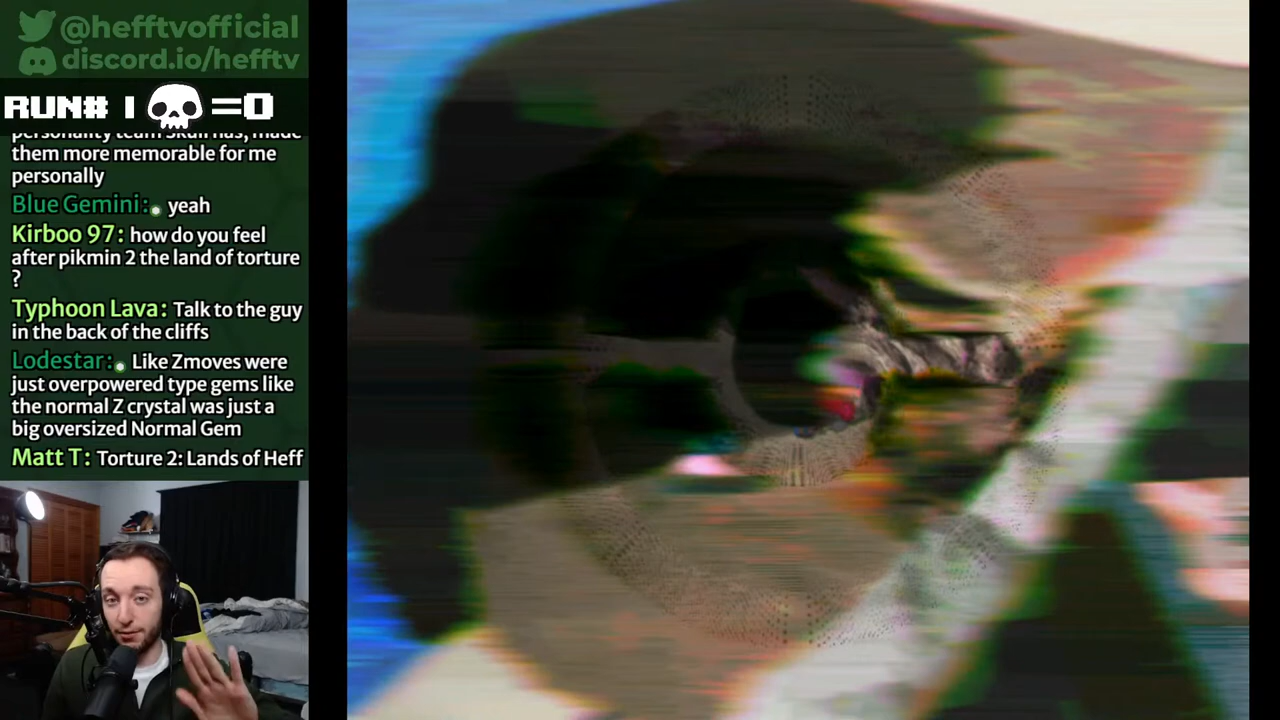 @hefftvofficial
discord.io/hefftv
RUN# 1 =0
personality team Skull has, made
them more memorable for me
personally
Blue Gemini: yeah
Kirboo 97: how do you feel
after pikmin 2 the land of torture
?
Typhoon Lava: Talk to the guy
in the back of the cliffs
Lodestar: Like Zmoves were
just overpowered type gems like
the normal Z crystal was just a
big oversized Normal Gem
Matt T: Torture 2: Lands of Heff